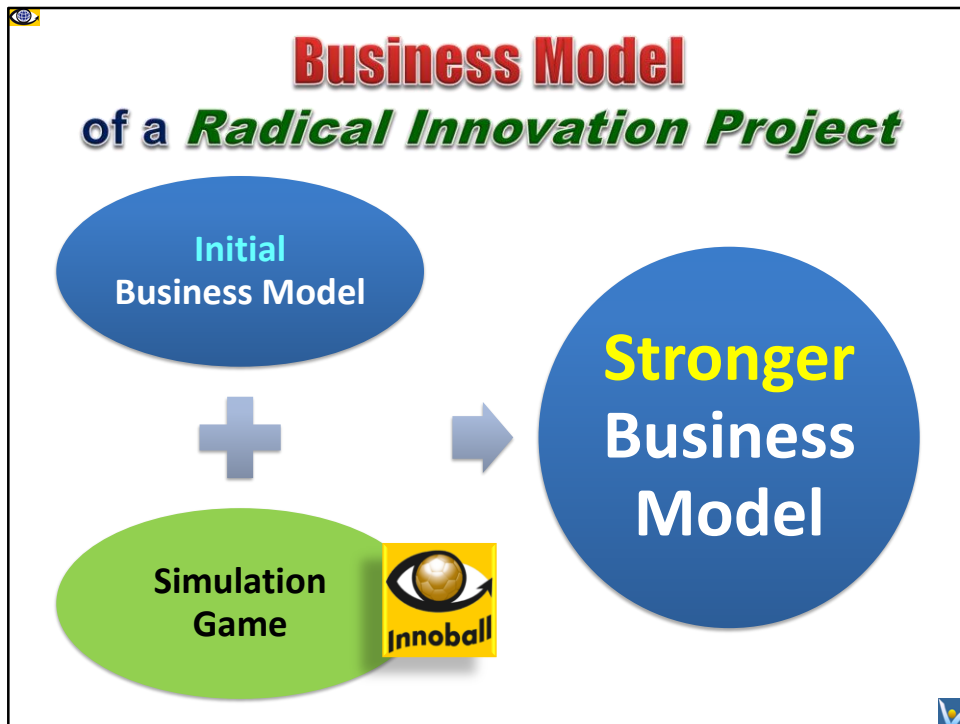 Business Model
of a Radical Innovation Project
Initial
Business Model
Stronger
Business
Model
Simulation
Game
Innoball